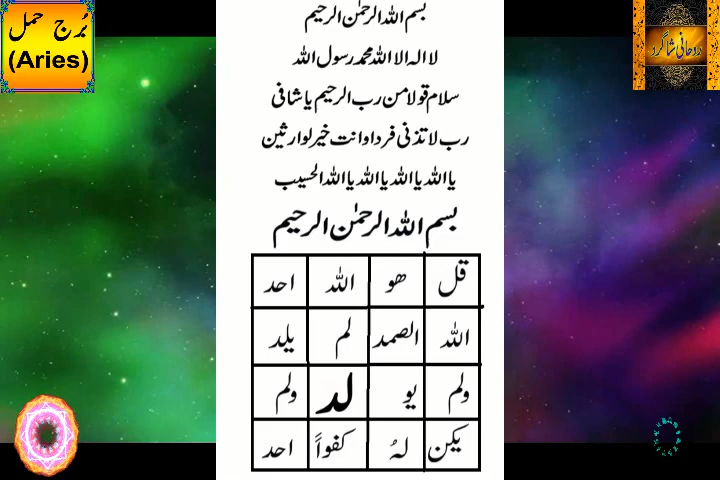 بُرج حمل
(Aries)
روحانی شاگرد
بسم اللہ الرحمٰن الرحیم
لا الہ الا اللہ محمد رسول اللہ
سلام قولا من رب الرحیم یا شافی
رب لا تذنی فردا وانت خیر لوارثین
یا اللہ یا اللہ یا اللہ یا اللہ الحسیب
بسم اللہ الرحمٰن الرحیم
قل ھو اللہ احد
اللہ الصمد لم یلد
ولم یو لد ولم
یکن لہُ کفواً احد